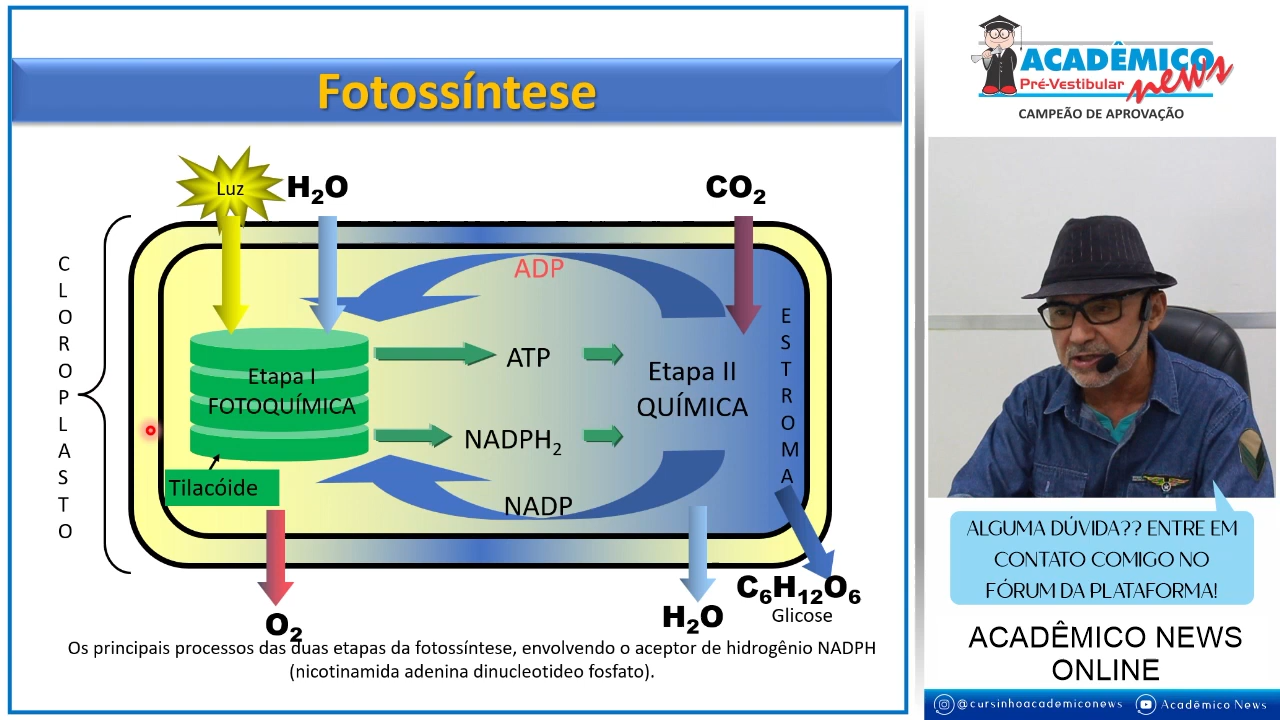 Fotossíntese
Luz
H₂O
CO₂
CLOROPLASTO
ADP
ESTROMA
ATP
Etapa I
FOTOQUÍMICA
Etapa II
QUÍMICA
NADPH₂
Tilacóide
NADP
O₂
H₂O
C₆H₁₂O₆
Glicose
Os principais processos das duas etapas da fotossíntese, envolvendo o aceptor de hidrogênio NADPH
(nicotinamida adenina dinucleotideo fosfato).
ACADÊMICO
Pré-Vestibular news
CAMPEÃO DE APROVAÇÃO
ALGUMA DÚVIDA?? ENTRE EM
CONTATO COMIGO NO
FÓRUM DA PLATAFORMA!
ACADÊMICO NEWS
ONLINE
@cursinhoacademiconews Acadêmico News